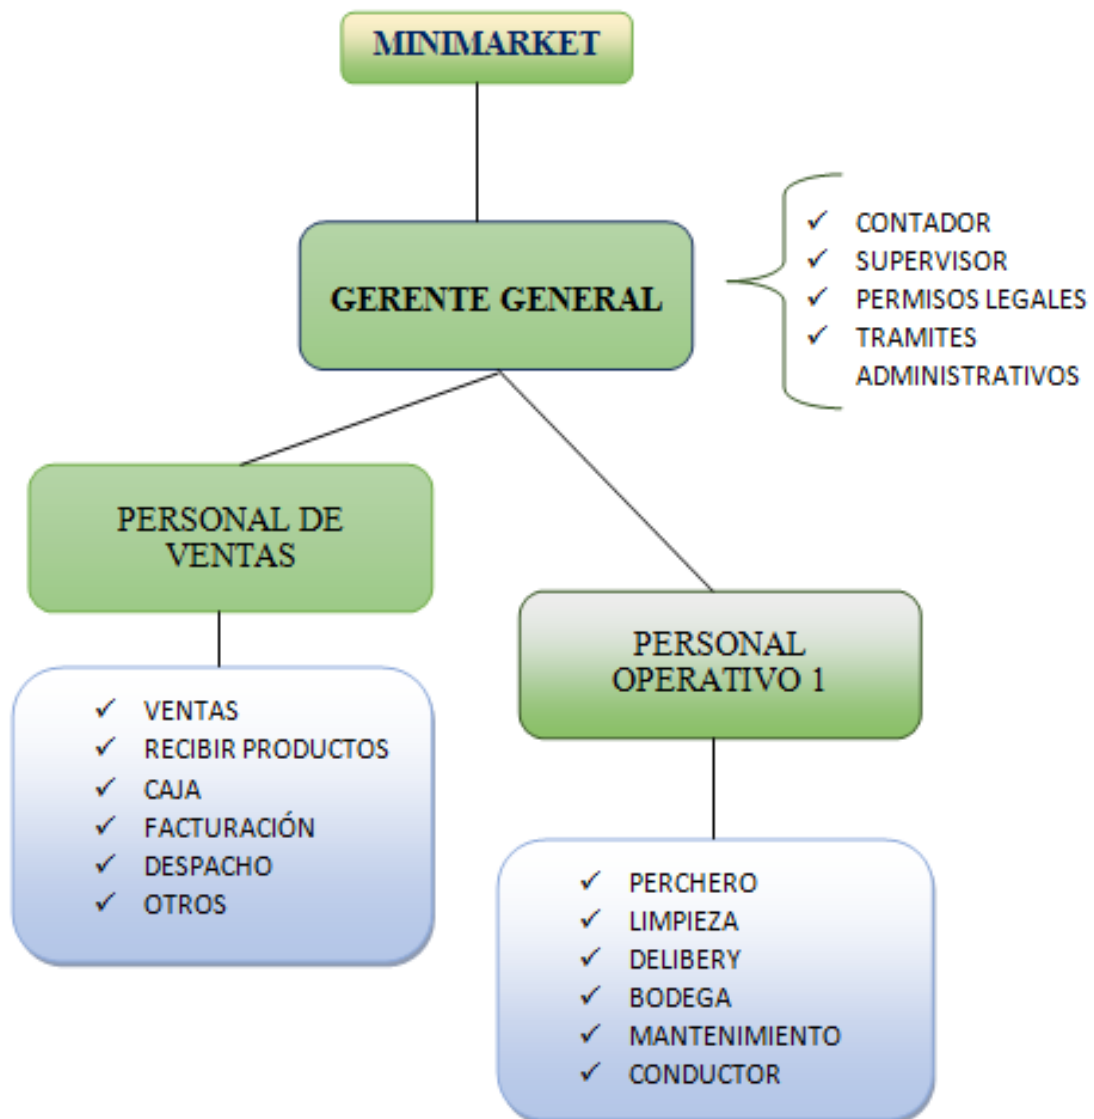 MINIMARKET
GERENTE GENERAL
✓ CONTADOR
✓ SUPERVISOR
✓ PERMISOS LEGALES
✓ TRAMITES
ADMINISTRATIVOS
PERSONAL DE
VENTAS
✓ VENTAS
✓ RECIBIR PRODUCTOS
✓ CAJA
✓ FACTURACIÓN
✓ DESPACHO
✓ OTROS
PERSONAL
OPERATIVO 1
✓ PERCHERO
✓ LIMPIEZA
✓ DELIBERY
✓ BODEGA
✓ MANTENIMIENTO
✓ CONDUCTOR